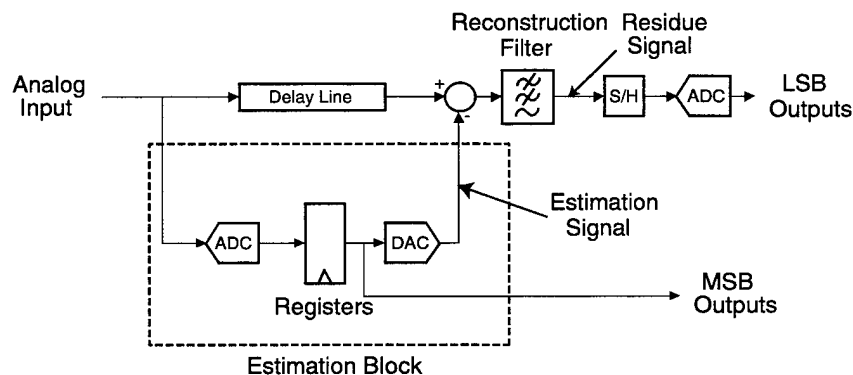 Reconstruction
Filter
Residue
Signal
Analog
Input
Delay Line
+
-
S/H
ADC
LSB
Outputs
ADC
Registers
DAC
Estimation
Signal
MSB
Outputs
Estimation Block